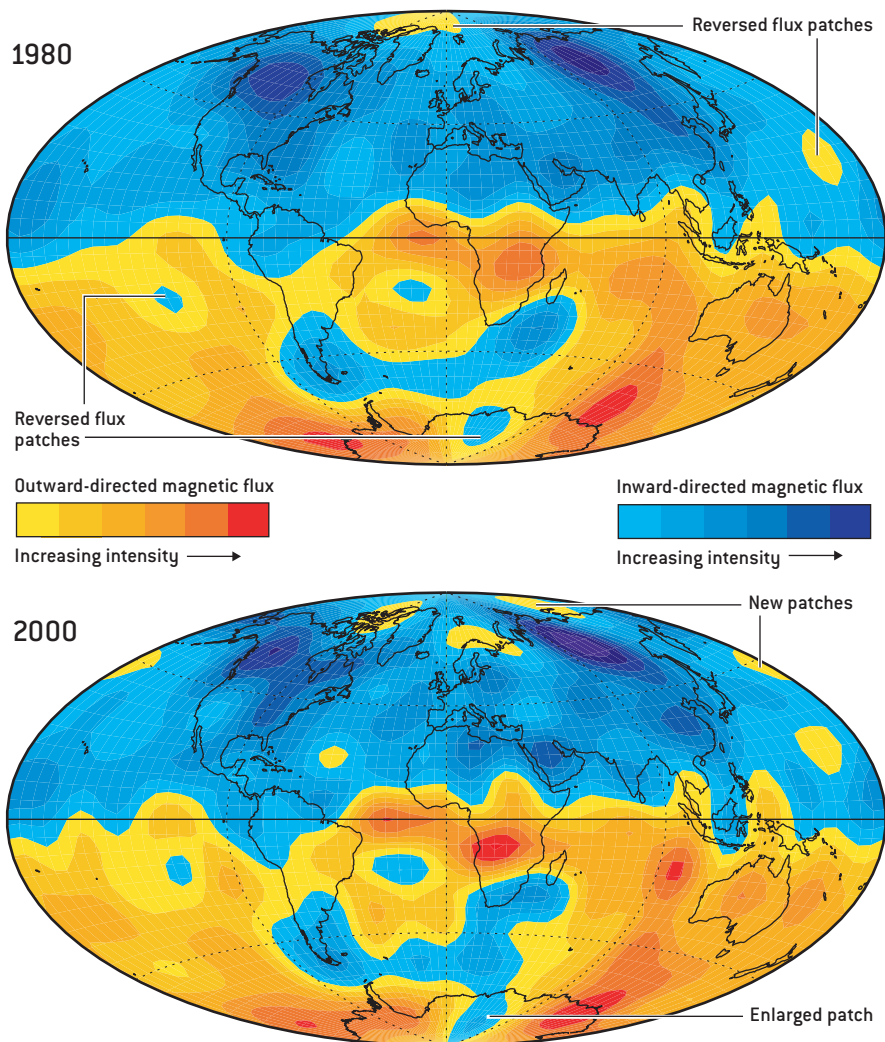 1980
Reversed flux patches
Reversed flux
patches
Outward-directed magnetic flux
Increasing intensity
Inward-directed magnetic flux
Increasing intensity
2000
New patches
Enlarged patch